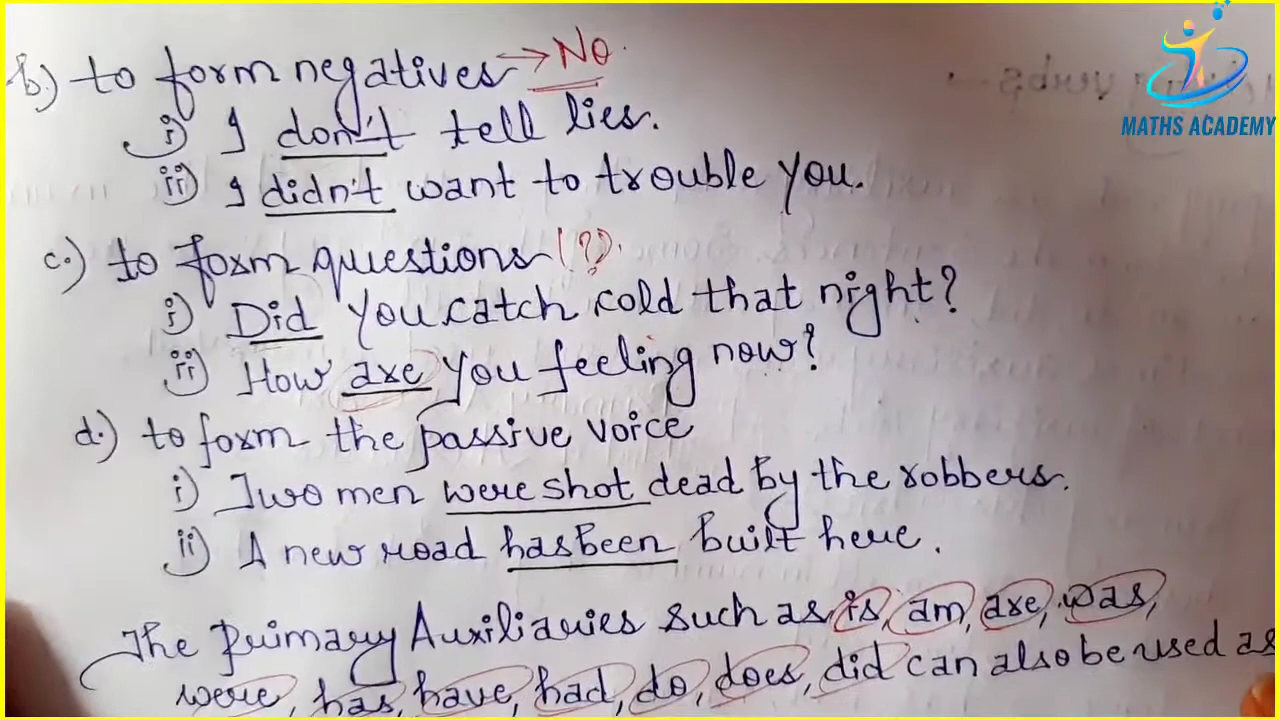 b.) to form negatives → No.
i) I don't tell lies.
ii) I didn't want to trouble you.
c.) to form questions (?).
i) Did you catch cold that night?
ii) How are you feeling now?
d.) to form the passive voice
i) Two men were shot dead by the robbers.
ii) A new road has been built here.
The Primary Auxiliaries such as is, am, are, was,
were, has, have, had, do, does, did can also be used as
MATHS ACADEMY